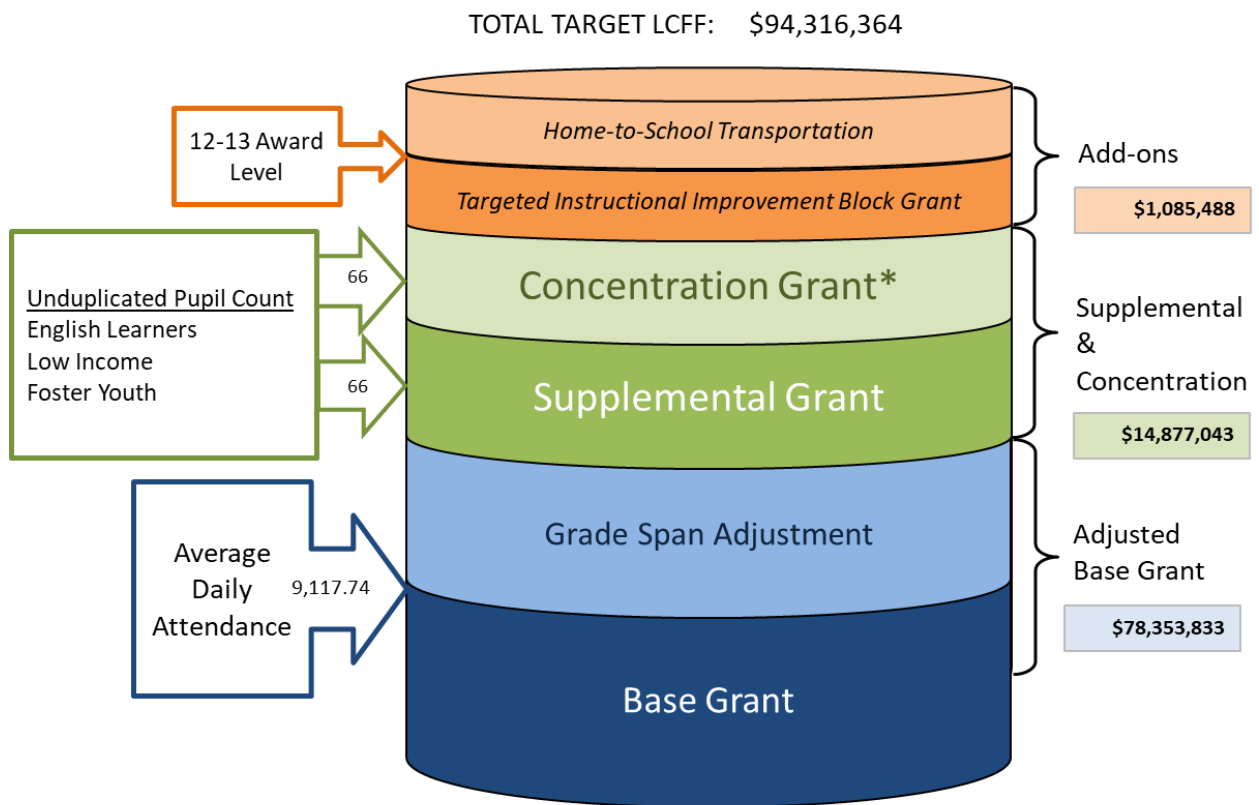 TOTAL TARGET LCFF: $94,316,364
12-13 Award
Level
Home-to-School Transportation
Targeted Instructional Improvement Block Grant
Add-ons
$1,085,488
Unduplicated Pupil Count
English Learners
Low Income
Foster Youth
66
66
Concentration Grant*
Supplemental Grant
Supplemental
&
Concentration
$14,877,043
Average
Daily
Attendance
9,117.74
Grade Span Adjustment
Base Grant
Adjusted
Base Grant
$78,353,833